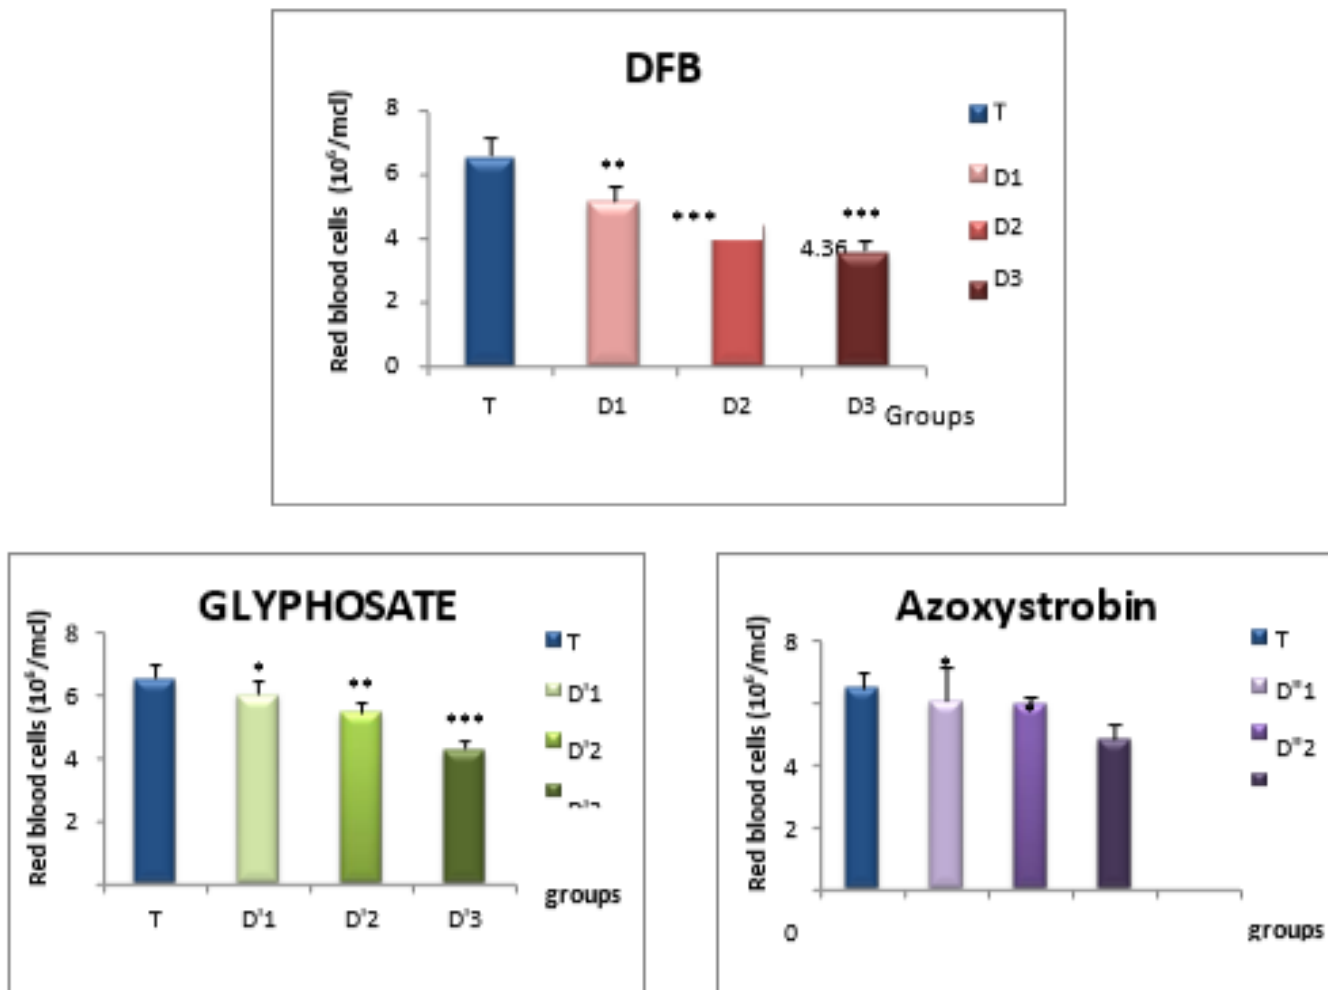 DFB
Red blood cells (10⁶/mcl)
8
6
4
2
0
**
***
***
4.36
T
D1
D2
D3
Groups
T
D1
D2
D3
GLYPHOSATE
Red blood cells (10⁶/mcl)
8
6
4
2
*
**
***
T
D'1
D'2
D'3
groups
T
D'1
D'2
Azoxystrobin
Red blood cells (10⁶/mcl)
8
4
2
0
*
*
groups
T
D"1
D"2